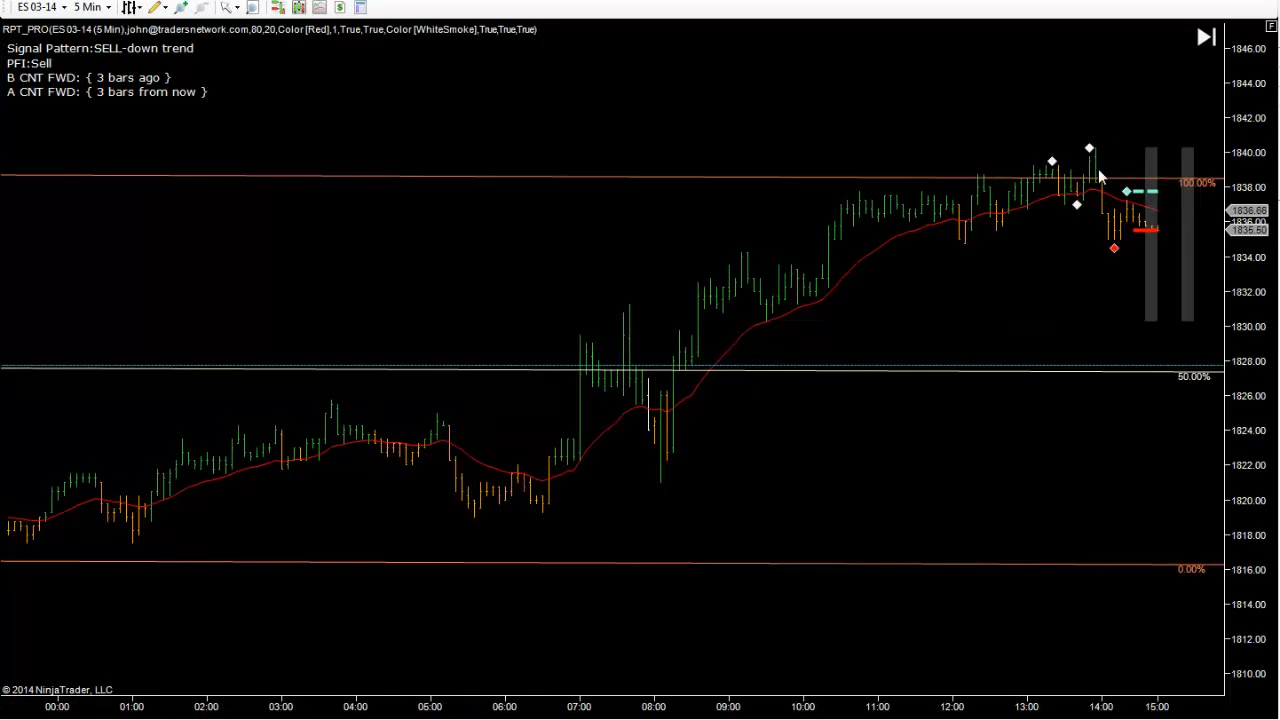 ES 03-14 5 Min
RPT_PRO(ES 03-14 (5 Min),john@tradersnetwork.com,80,20,Color [Red],1,True,True,Color [WhiteSmoke],True,True,True)
F
Signal Pattern:SELL-down trend
PFI:Sell
B CNT FWD: { 3 bars ago }
A CNT FWD: { 3 bars from now }
1846.00
1844.00
1842.00
1840.00
100.00%
1838.00
1836.66
1836.00
1835.50
1834.00
1832.00
1830.00
1828.00
50.00%
1826.00
1824.00
1822.00
1820.00
1818.00
0.00%
1816.00
1814.00
1812.00
1810.00
© 2014 NinjaTrader, LLC
00:00 01:00 02:00 03:00 04:00 05:00 06:00 07:00 08:00 09:00 10:00 11:00 12:00 13:00 14:00 15:00